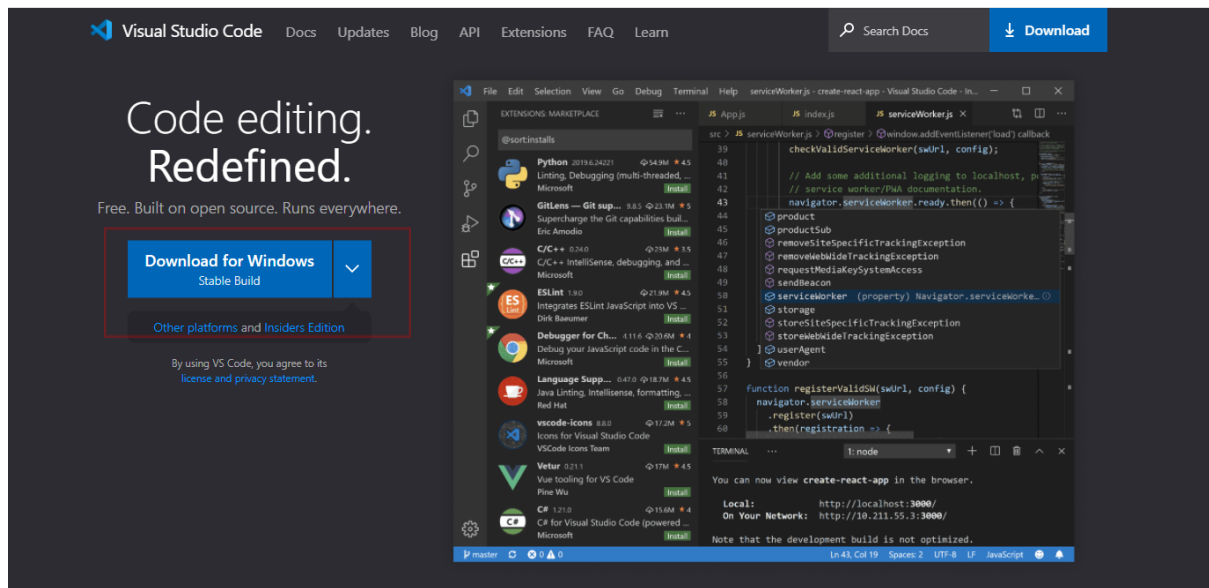 Visual Studio Code Docs Updates Blog API Extensions FAQ Learn Search Docs Download
Code editing.
Redefined.
Free. Built on open source. Runs everywhere.
Download for Windows
Stable Build
Other platforms and Insiders Edition
By using VS Code, you agree to its
license and privacy statement.
File Edit Selection View Go Debug Terminal Help serviceWorker.js - create-react-app - Visual Studio Code - In...
EXTENSIONS: MARKETPLACE
@sort:installs
Python 2019.6.24221 54.9M ★ 4.5
Linting, Debugging (multi-threaded, ...
Microsoft Install
GitLens — Git sup... 9.8.5 23.1M ★ 5
Supercharge the Git capabilities buil...
Eric Amodio Install
C/C++ 0.24.0 23M ★ 3.5
C/C++ IntelliSense, debugging, and ...
Microsoft Install
ESLint 1.9.0 21.9M ★ 4.5
Integrates ESLint JavaScript into VS ...
Dirk Baeumer Install
Debugger for Ch... 4.11.6 20.6M ★ 4
Debug your JavaScript code in the C...
Microsoft Install
Language Supp... 0.47.0 18.7M ★ 4.5
Java Linting, Intellisense, formatting, ...
Red Hat Install
vscode-icons 8.8.0 17.2M ★ 5
Icons for Visual Studio Code
VSCode Icons Team Install
Vetur 0.21.1 17M ★ 4.5
Vue tooling for VS Code
Pine Wu Install
C# 1.21.0 15.6M ★ 4
C# for Visual Studio Code (powered ...
Microsoft Install
JS App.js JS index.js JS serviceWorker.js
src > JS serviceWorker.js > register > window.addEventListener('load') callback
39 checkValidServiceWorker(swUrl, config);
40
41 // Add some additional logging to localhost, p
42 // service worker/PWA documentation.
43 navigator.serviceWorker.ready.then(() => {
44 product
45 productSub
46 removeSiteSpecificTrackingException
47 removeWebWideTrackingException
48 requestMediaKeySystemAccess
49 sendBeacon
50 serviceWorker (property) Navigator.serviceWorke...
51 storage
52 storeSiteSpecificTrackingException
53 storeWebWideTrackingException
54 ] userAgent
55 } vendor
56
57 function registerValidSW(swUrl, config) {
58 navigator.serviceWorker
59 .register(swUrl)
60 .then(registration => {
TERMINAL ... 1: node
You can now view create-react-app in the browser.
Local: http://localhost:3000/
On Your Network: http://10.211.55.3:3000/
Note that the development build is not optimized.
master 0 0 Ln 43, Col 19 Spaces: 2 UTF-8 LF JavaScript